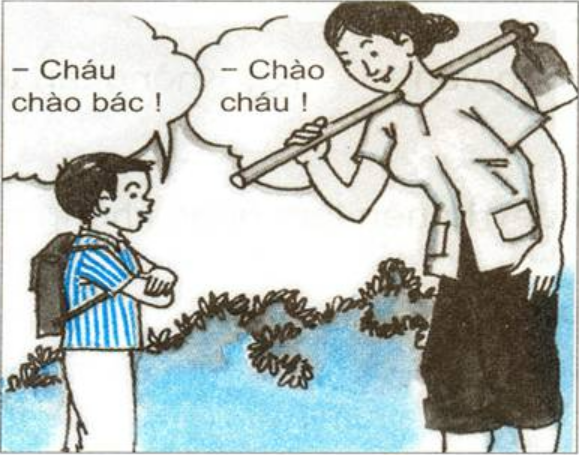 – Cháu
chào bác !
– Chào
cháu !